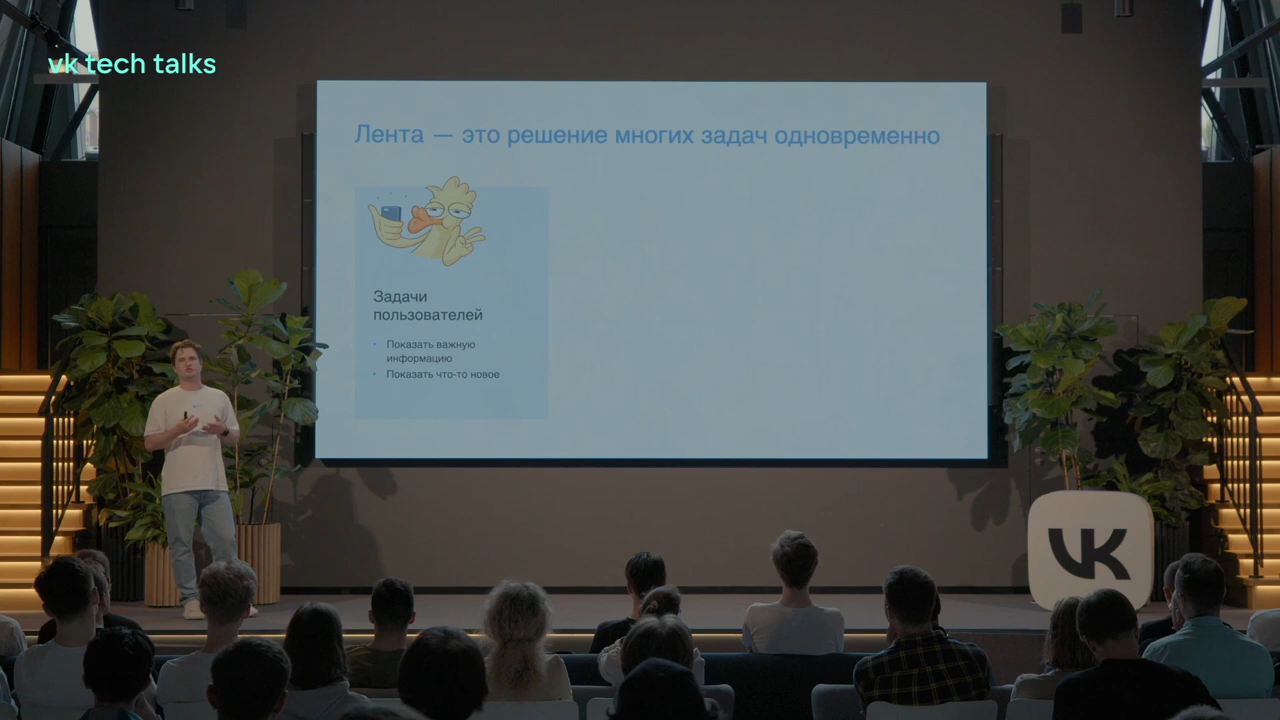 vk tech talks
Лента — это решение многих задач одновременно
Задачи
пользователей
• Показать важную
информацию
• Показать что-то новое
VK